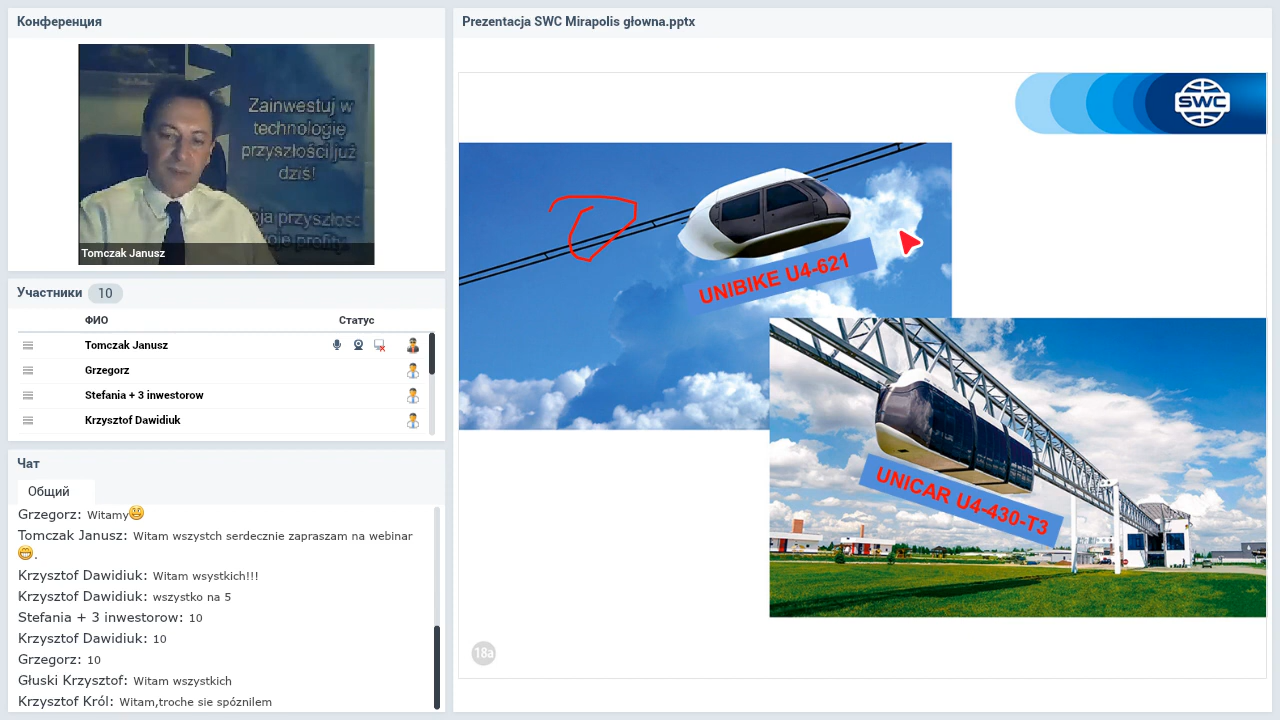 Конференция
Zainwestuj w
technologię
przyszłości już
dziś!
Tomczak Janusz
Участники 10
ФИО Статус
Tomczak Janusz
Grzegorz
Stefania + 3 inwestorow
Krzysztof Dawidiuk
Чат
Общий
Grzegorz: Witamy
Tomczak Janusz: Witam wszystch serdecznie zapraszam na webinar
.
Krzysztof Dawidiuk: Witam wsystkich!!!
Krzysztof Dawidiuk: wszystko na 5
Stefania + 3 inwestorow: 10
Krzysztof Dawidiuk: 10
Grzegorz: 10
Głuski Krzysztof: Witam wszystkich
Krzysztof Król: Witam,troche sie spóznilem
Prezentacja SWC Mirapolis głowna.pptx
SWC
UNIBIKE U4-621
UNICAR U4-430-T3
18a